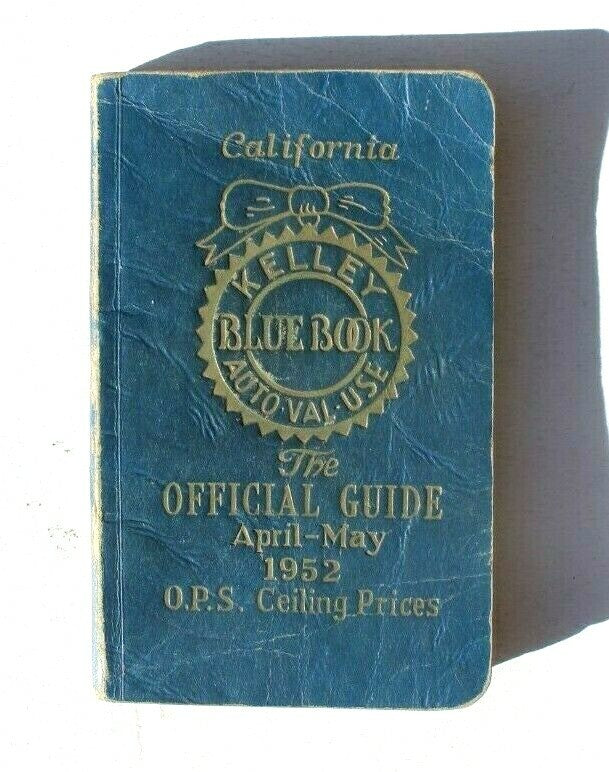 California
KELLEY
BLUE BOOK
AUTO·VAL·USE
The
OFFICIAL GUIDE
April-May
1952
O.P.S. Ceiling Prices